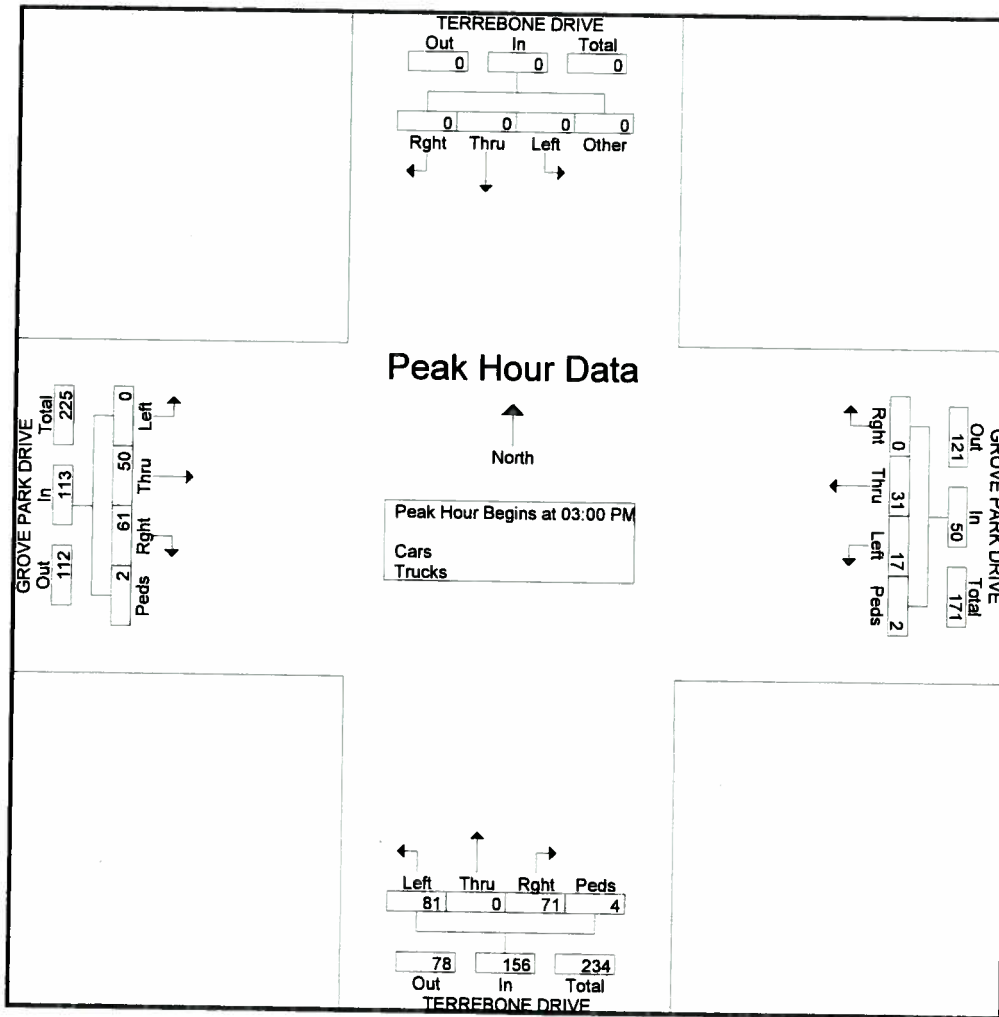 TERREBONE DRIVE
Out In Total
0 0 0
0 0 0 0
Rght Thru Left Other
Peak Hour Data
North
Peak Hour Begins at 03:00 PM
Cars
Trucks
GROVE PARK DRIVE
Out In Total
112 113 225
Left Thru Rght Peds
0 50 61 2
GROVE PARK DRIVE
Out In Total
121 50 171
Rght Thru Left Peds
0 31 17 2
Left Thru Rght Peds
81 0 71 4
78 156 234
Out In Total
TERREBONE DRIVE